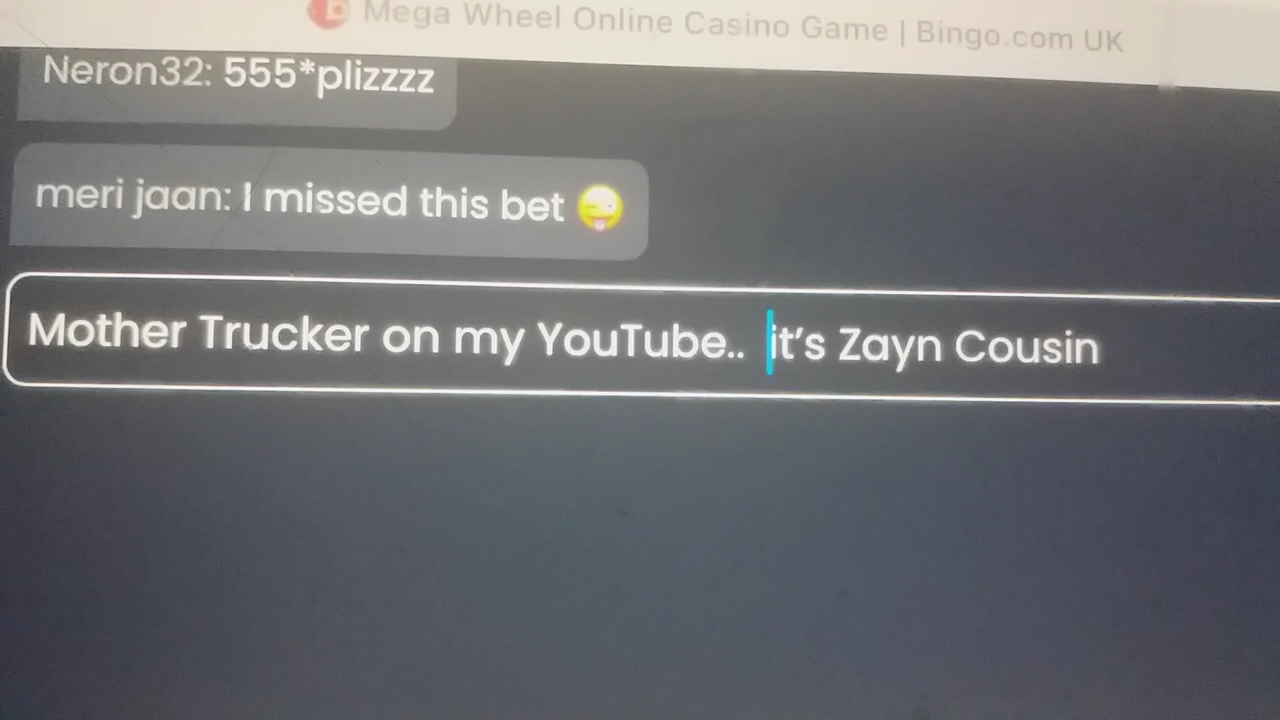 b Mega Wheel Online Casino Game | Bingo.com UK
Neron32: 555*plizzzz
meri jaan: I missed this bet 😜
Mother Trucker on my YouTube.. it’s Zayn Cousin